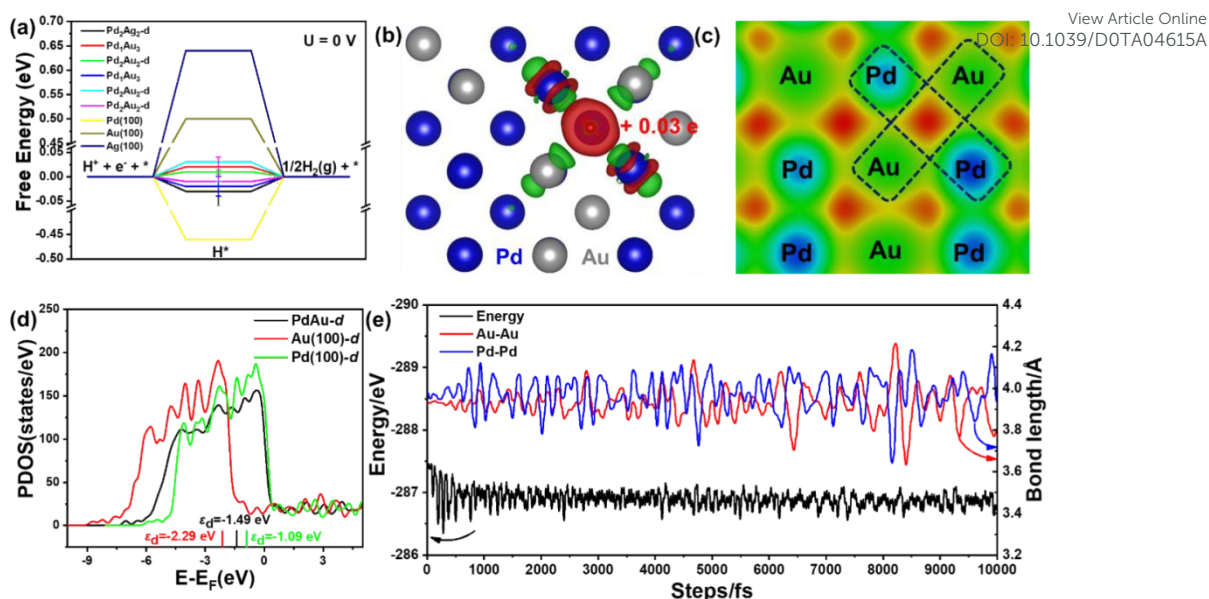 View Article Online
DOI: 10.1039/D0TA04615A
(a)
Free Energy (eV)
0.70
0.65
0.60
0.55
0.50
0.45
0.05
0.00
-0.05
-0.45
-0.50
Pd₂Ag₂-d
Pd₁Au₃
Pd₂Au₂-d
Pd₁Au₃
Pd₂Au₂-d
Pd₂Au₂-d
Pd(100)
Au(100)
Ag(100)
U = 0 V
H⁺ + e⁻ + *
1/2H₂(g) + *
H*
(b)
+ 0.03 e
Pd Au
(c)
Au Pd Au
Pd Au Pd
Pd Au Pd
(d)
PDOS(states/eV)
250
200
150
100
50
0
PdAu-d
Au(100)-d
Pd(100)-d
εd=-1.49 eV
εd=-2.29 eV
εd=-1.09 eV
-9 -6 -3 0 3
E-EF(eV)
(e)
Energy/eV
-290
-289
-288
-287
-286
Energy
Au-Au
Pd-Pd
4.4
4.2
4.0
3.8
3.6
3.4
3.2
Bond length/Å
0 1000 2000 3000 4000 5000 6000 7000 8000 9000 10000
Steps/fs